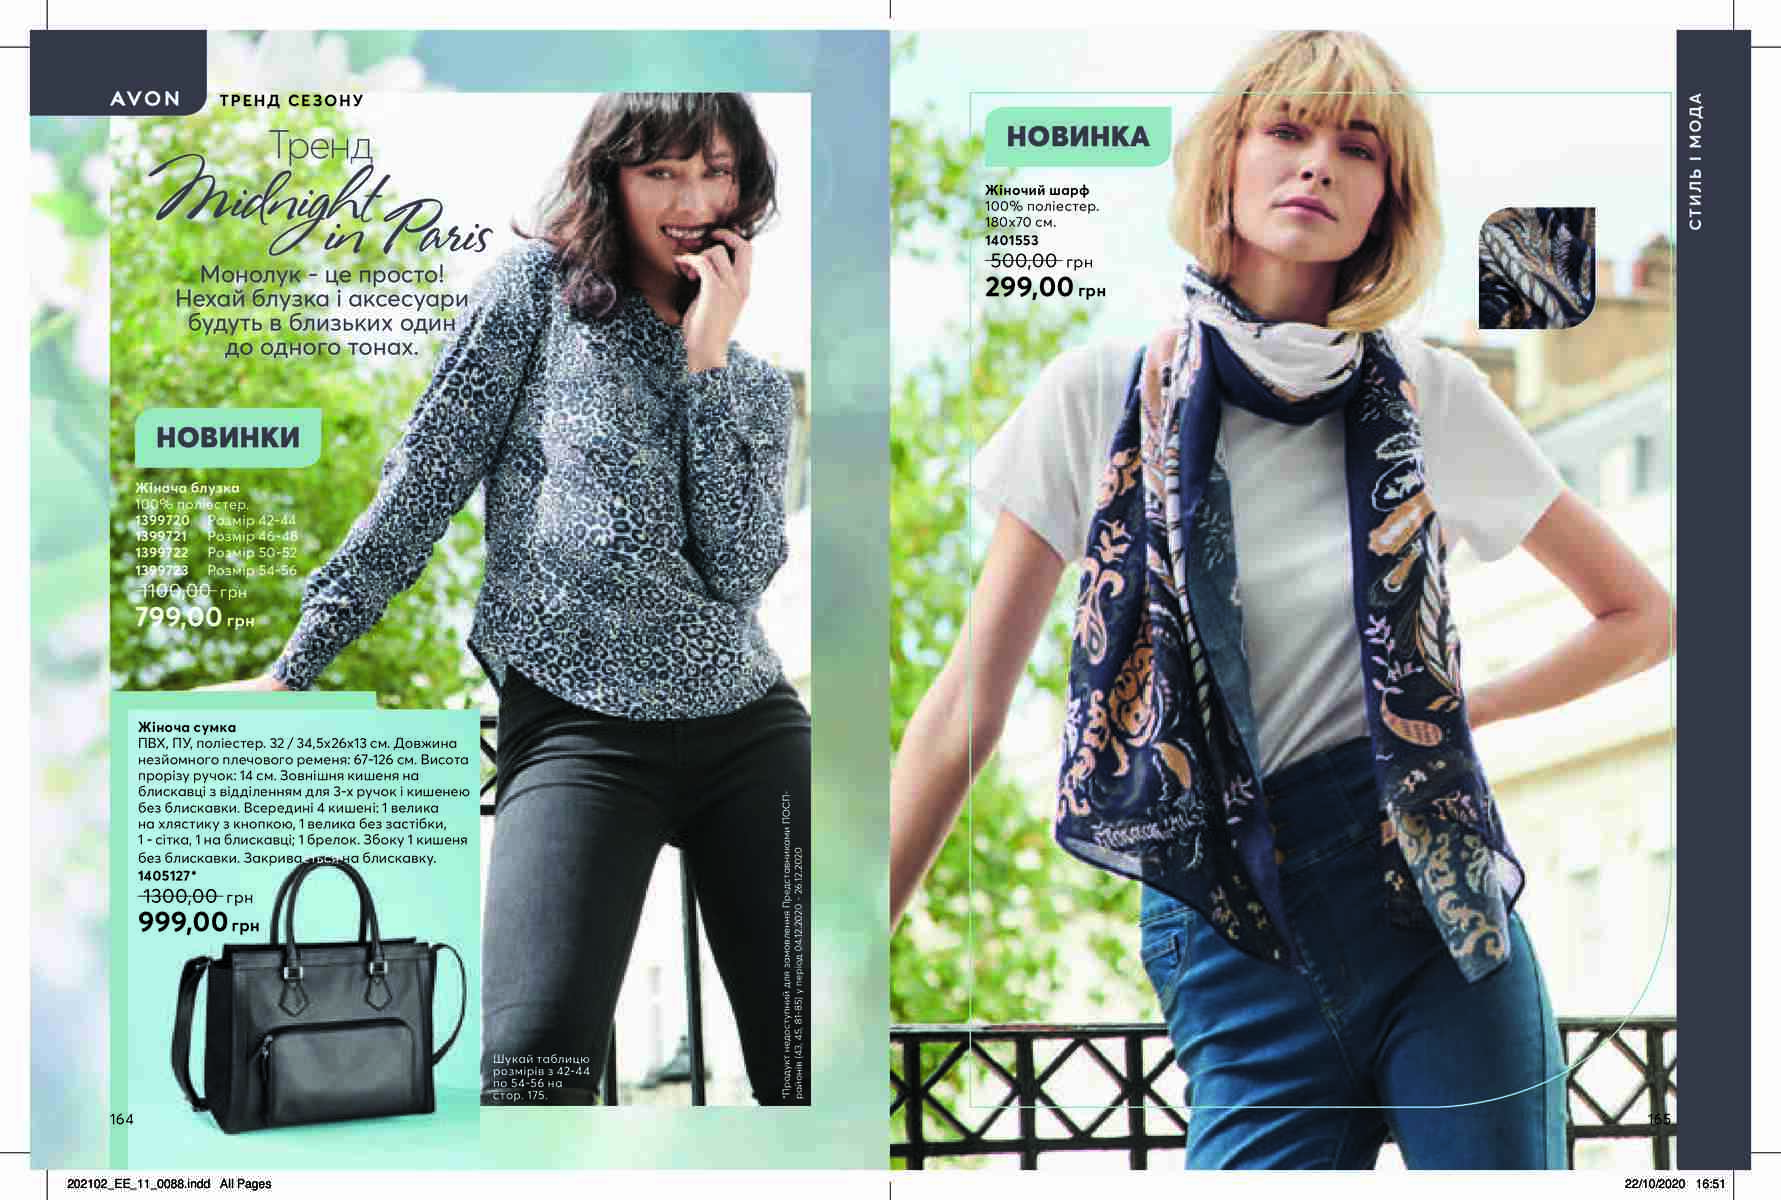 AVON
ТРЕНД СЕЗОНУ
Тренд
Midnight
in Paris
Монолук - це просто!
Нехай блузка і аксесуари
будуть в близьких один
до одного тонах.
НОВИНКИ
Жіноча блузка
100% поліестер.
1399720 Розмір 42-44
1399721 Розмір 46-48
1399722 Розмір 50-52
1399723 Розмір 54-56
1100,00 грн
799,00 грн
Жіноча сумка
ПВХ, ПУ, поліестер. 32 / 34,5x26x13 см. Довжина
незйомного плечового ременя: 67-126 см. Висота
прорізу ручок: 14 см. Зовнішня кишеня на
блискавці з відділенням для 3-х ручок і кишенею
без блискавки. Всередині 4 кишені: 1 велика
на хлястику з кнопкою, 1 велика без застібки,
1 - сітка, 1 на блискавці; 1 брелок. Збоку 1 кишеня
без блискавки. Закривається на блискавку.
1405127*
1300,00 грн
999,00 грн
Шукай таблицю
розмірів з 42-44
по 54-56 на
стор. 175.
*Продукт недоступний для замовлення Представниками ПОСП-
районів (43, 45, 81-85) у період 04.12.2020 - 26.12.2020
164
НОВИНКА
Жіночий шарф
100% поліестер.
180x70 см.
1401553
500,00 грн
299,00 грн
СТИЛЬ І МОДА
165
202102_EE_11_0088.indd All Pages
22/10/2020 16:51